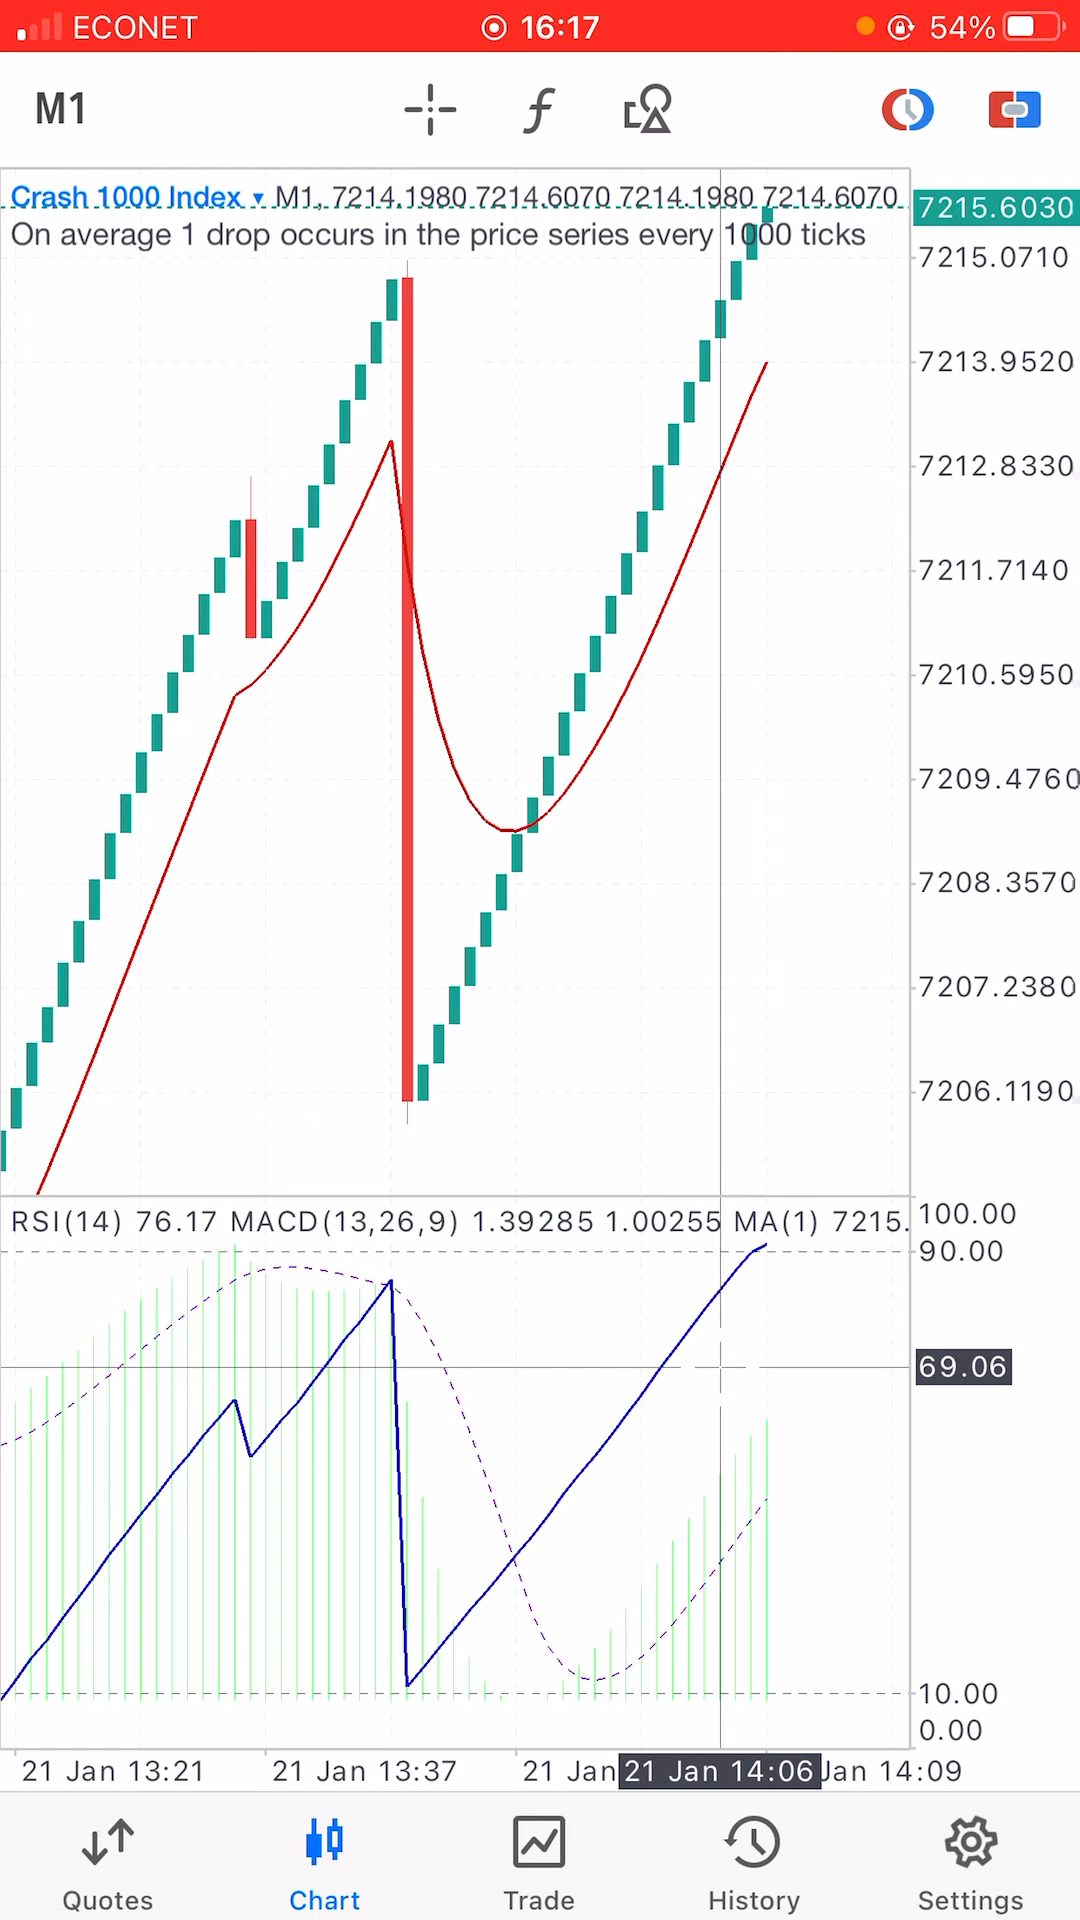 ECONET 16:17 54%
M1
Crash 1000 Index ▾ M1, 7214.1980 7214.6070 7214.1980 7214.6070
7215.6030
On average 1 drop occurs in the price series every 1000 ticks
7215.0710
7213.9520
7212.8330
7211.7140
7210.5950
7209.4760
7208.3570
7207.2380
7206.1190
RSI(14) 76.17 MACD(13,26,9) 1.39285 1.00255 MA(1) 7215.
100.00
90.00
69.06
10.00
0.00
21 Jan 13:21 21 Jan 13:37 21 Jan 21 Jan 14:06 Jan 14:09
Quotes Chart Trade History Settings